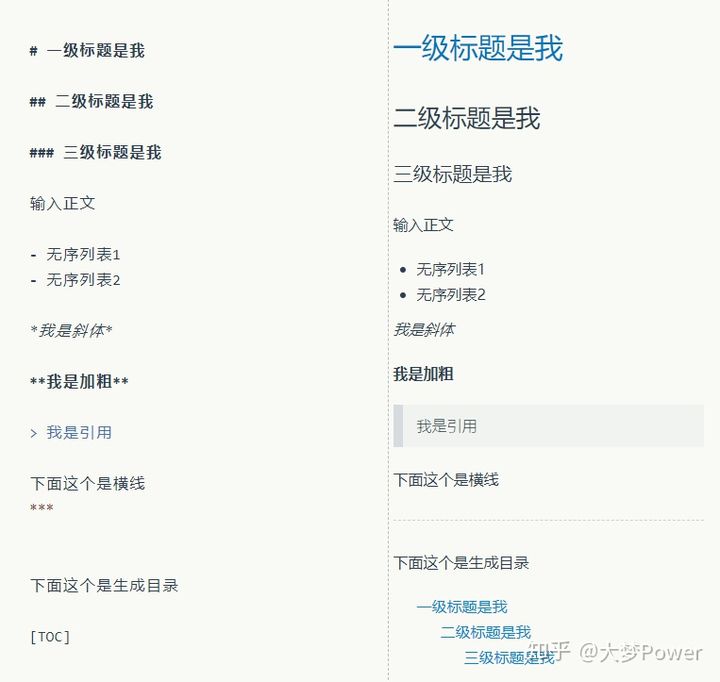 # 一级标题是我
## 二级标题是我
### 三级标题是我
输入正文
- 无序列表1
- 无序列表2
*我是斜体*
**我是加粗**
> 我是引用
下面这个是横线
***
下面这个是生成目录
[TOC]
一级标题是我
二级标题是我
三级标题是我
输入正文
• 无序列表1
• 无序列表2
我是斜体
我是加粗
我是引用
下面这个是横线
下面这个是生成目录
一级标题是我
二级标题是我
三级标题是我
知乎 @大梦Power